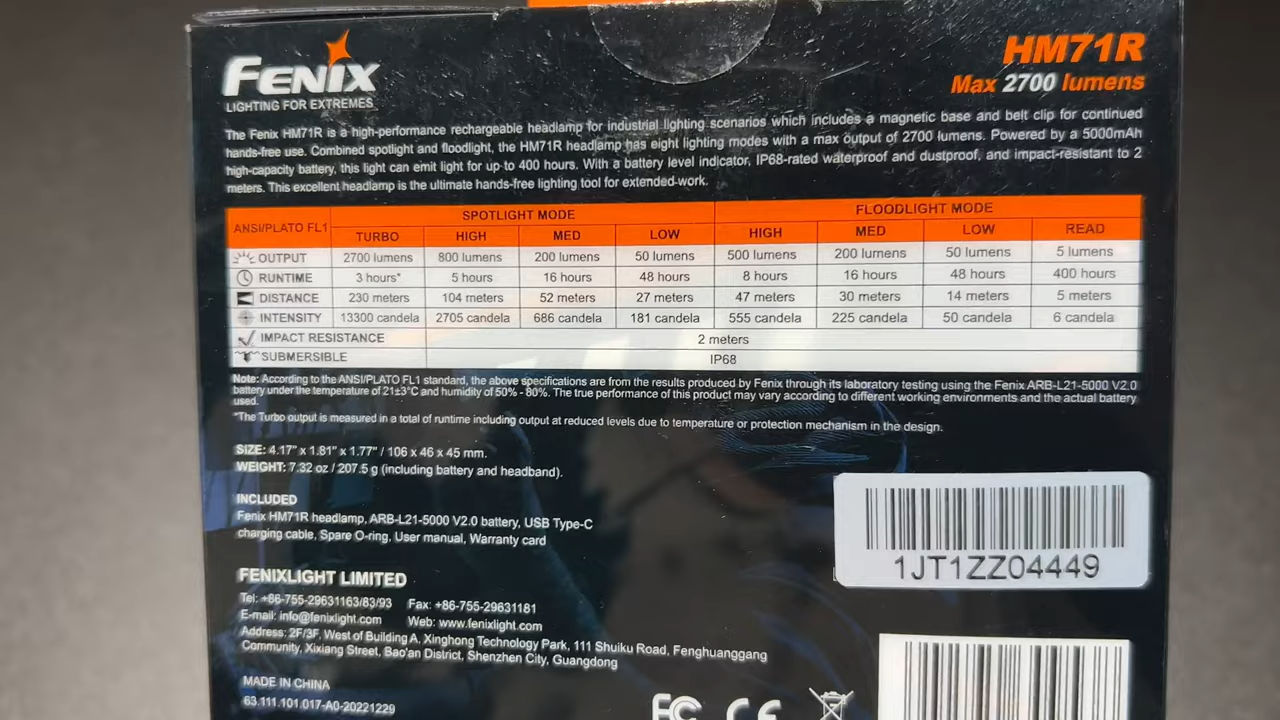 FENIX
LIGHTING FOR EXTREMES
HM71R
Max 2700 lumens
The Fenix HM71R is a high-performance rechargeable headlamp for industrial lighting scenarios which includes a magnetic base and belt clip for continued
hands-free use. Combined spotlight and floodlight, the HM71R headlamp has eight lighting modes with a max output of 2700 lumens. Powered by a 5000mAh
high-capacity battery, this light can emit light for up to 400 hours. With a battery level indicator, IP68-rated waterproof and dustproof, and impact-resistant to 2
meters. This excellent headlamp is the ultimate hands-free lighting tool for extended-work.
ANSI/PLATO FL1 SPOTLIGHT MODE FLOODLIGHT MODE
TURBO HIGH MED LOW HIGH MED LOW READ
OUTPUT 2700 lumens 800 lumens 200 lumens 50 lumens 500 lumens 200 lumens 50 lumens 5 lumens
RUNTIME 3 hours* 5 hours 16 hours 48 hours 8 hours 16 hours 48 hours 400 hours
DISTANCE 230 meters 104 meters 52 meters 27 meters 47 meters 30 meters 14 meters 5 meters
INTENSITY 13300 candela 2705 candela 686 candela 181 candela 555 candela 225 candela 50 candela 6 candela
IMPACT RESISTANCE 2 meters
SUBMERSIBLE IP68
Note: According to the ANSI/PLATO FL1 standard, the above specifications are from the results produced by Fenix through its laboratory testing using the Fenix ARB-L21-5000 V2.0
battery under the temperature of 21±3°C and humidity of 50% - 80%. The true performance of this product may vary according to different working environments and the actual battery
used.
*The Turbo output is measured in a total of runtime including output at reduced levels due to temperature or protection mechanism in the design.
SIZE: 4.17" x 1.81" x 1.77" / 106 x 46 x 45 mm.
WEIGHT: 7.32 oz / 207.5 g (including battery and headband).
INCLUDED
Fenix HM71R headlamp, ARB-L21-5000 V2.0 battery, USB Type-C
charging cable, Spare O-ring, User manual, Warranty card
1JT1ZZ04449
FENIXLIGHT LIMITED
Tel: +86-755-29631163/83/93 Fax: +86-755-29631181
E-mail: info@fenixlight.com Web: www.fenixlight.com
Address: 2F/3F, West of Building A, Xinghong Technology Park, 111 Shuiku Road, Fenghuanggang
Community, Xixiang Street, Bao'an District, Shenzhen City, Guangdong
MADE IN CHINA
63.111.101.017-A0-20221229
FC CE